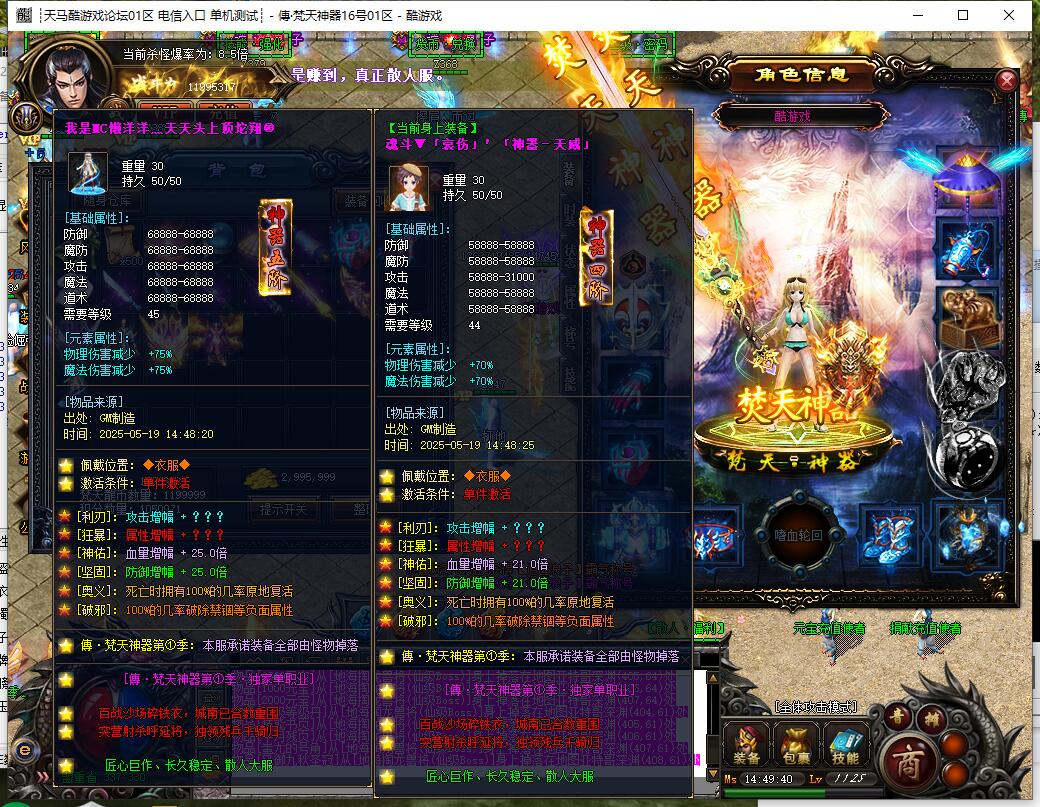 天马酷游戏论坛01区 电信入口 单机测试 - 傳·梵天神器16号01区 - 酷游戏
当前杀怪爆率为: 8-5倍
战斗力 11895317
是赚到，真正散人服。
角色信息
酷游戏
我是MC懒洋洋、天天头上顶坨翔㊣
重量 30
持久 50/50
[基础属性]:
防御 68888-68888
魔防 68888-68888
攻击 68888-68888
魔法 68888-68888
道术 68888-68888
需要等级 45
神器五阶
[元素属性]:
物理伤害减少 +75%
魔法伤害减少 +75%
[物品来源]
出处: GM制造
时间: 2025-05-19 14:48:20
佩戴位置: ◆衣服◆
激活条件: 单件激活
[利刃]: 攻击增幅 + ? ? ?
[狂暴]: 属性增幅 + ? ? ?
[神佑]: 血量增幅 + 25.0倍
[坚固]: 防御增幅 + 25.0倍
[奥义]: 死亡时拥有100%的几率原地复活
[破邪]: 100%的几率破除禁锢等负面属性
傳·梵天神器第①季: 本服承诺装备全部由怪物掉落
[傳·梵天神器第①季·独家单职业]
百战沙场碎铁衣，城南已合数重围
突营射杀呼延将，独领残兵千骑归
匠心巨作、长久稳定、散人大服
【当前身上装备】
魂斗▼「哀伤」'「神器-天威」
重量 30
持久 50/50
[基础属性]:
防御 58888-58888
魔防 58888-58888
攻击 58888-31000
魔法 58888-58888
道术 58888-58888
需要等级 44
神器四阶
[元素属性]:
物理伤害减少 +70%
魔法伤害减少 +70%
[物品来源]
出处: GM制造
时间: 2025-05-19 14:48:25
佩戴位置: ◆衣服◆
激活条件: 单件激活
[利刃]: 攻击增幅 + ? ? ?
[狂暴]: 属性增幅 + ? ? ?
[神佑]: 血量增幅 + 21.0倍
[坚固]: 防御增幅 + 21.0倍
[奥义]: 死亡时拥有100%的几率原地复活
[破邪]: 100%的几率破除禁锢等负面属性
傳·梵天神器第①季: 本服承诺装备全部由怪物掉落
[傳·梵天神器第①季·独家单职业]
百战沙场碎铁衣，城南已合数重围
突营射杀呼延将，独领残兵千骑归
匠心巨作、长久稳定、散人大服
焚天神器
梵天神器
嗜血轮回
元宝充值使者
捐献充值使者
[全体攻击模式]
装备
包裹
技能
商
14:49:40 Lv 1125